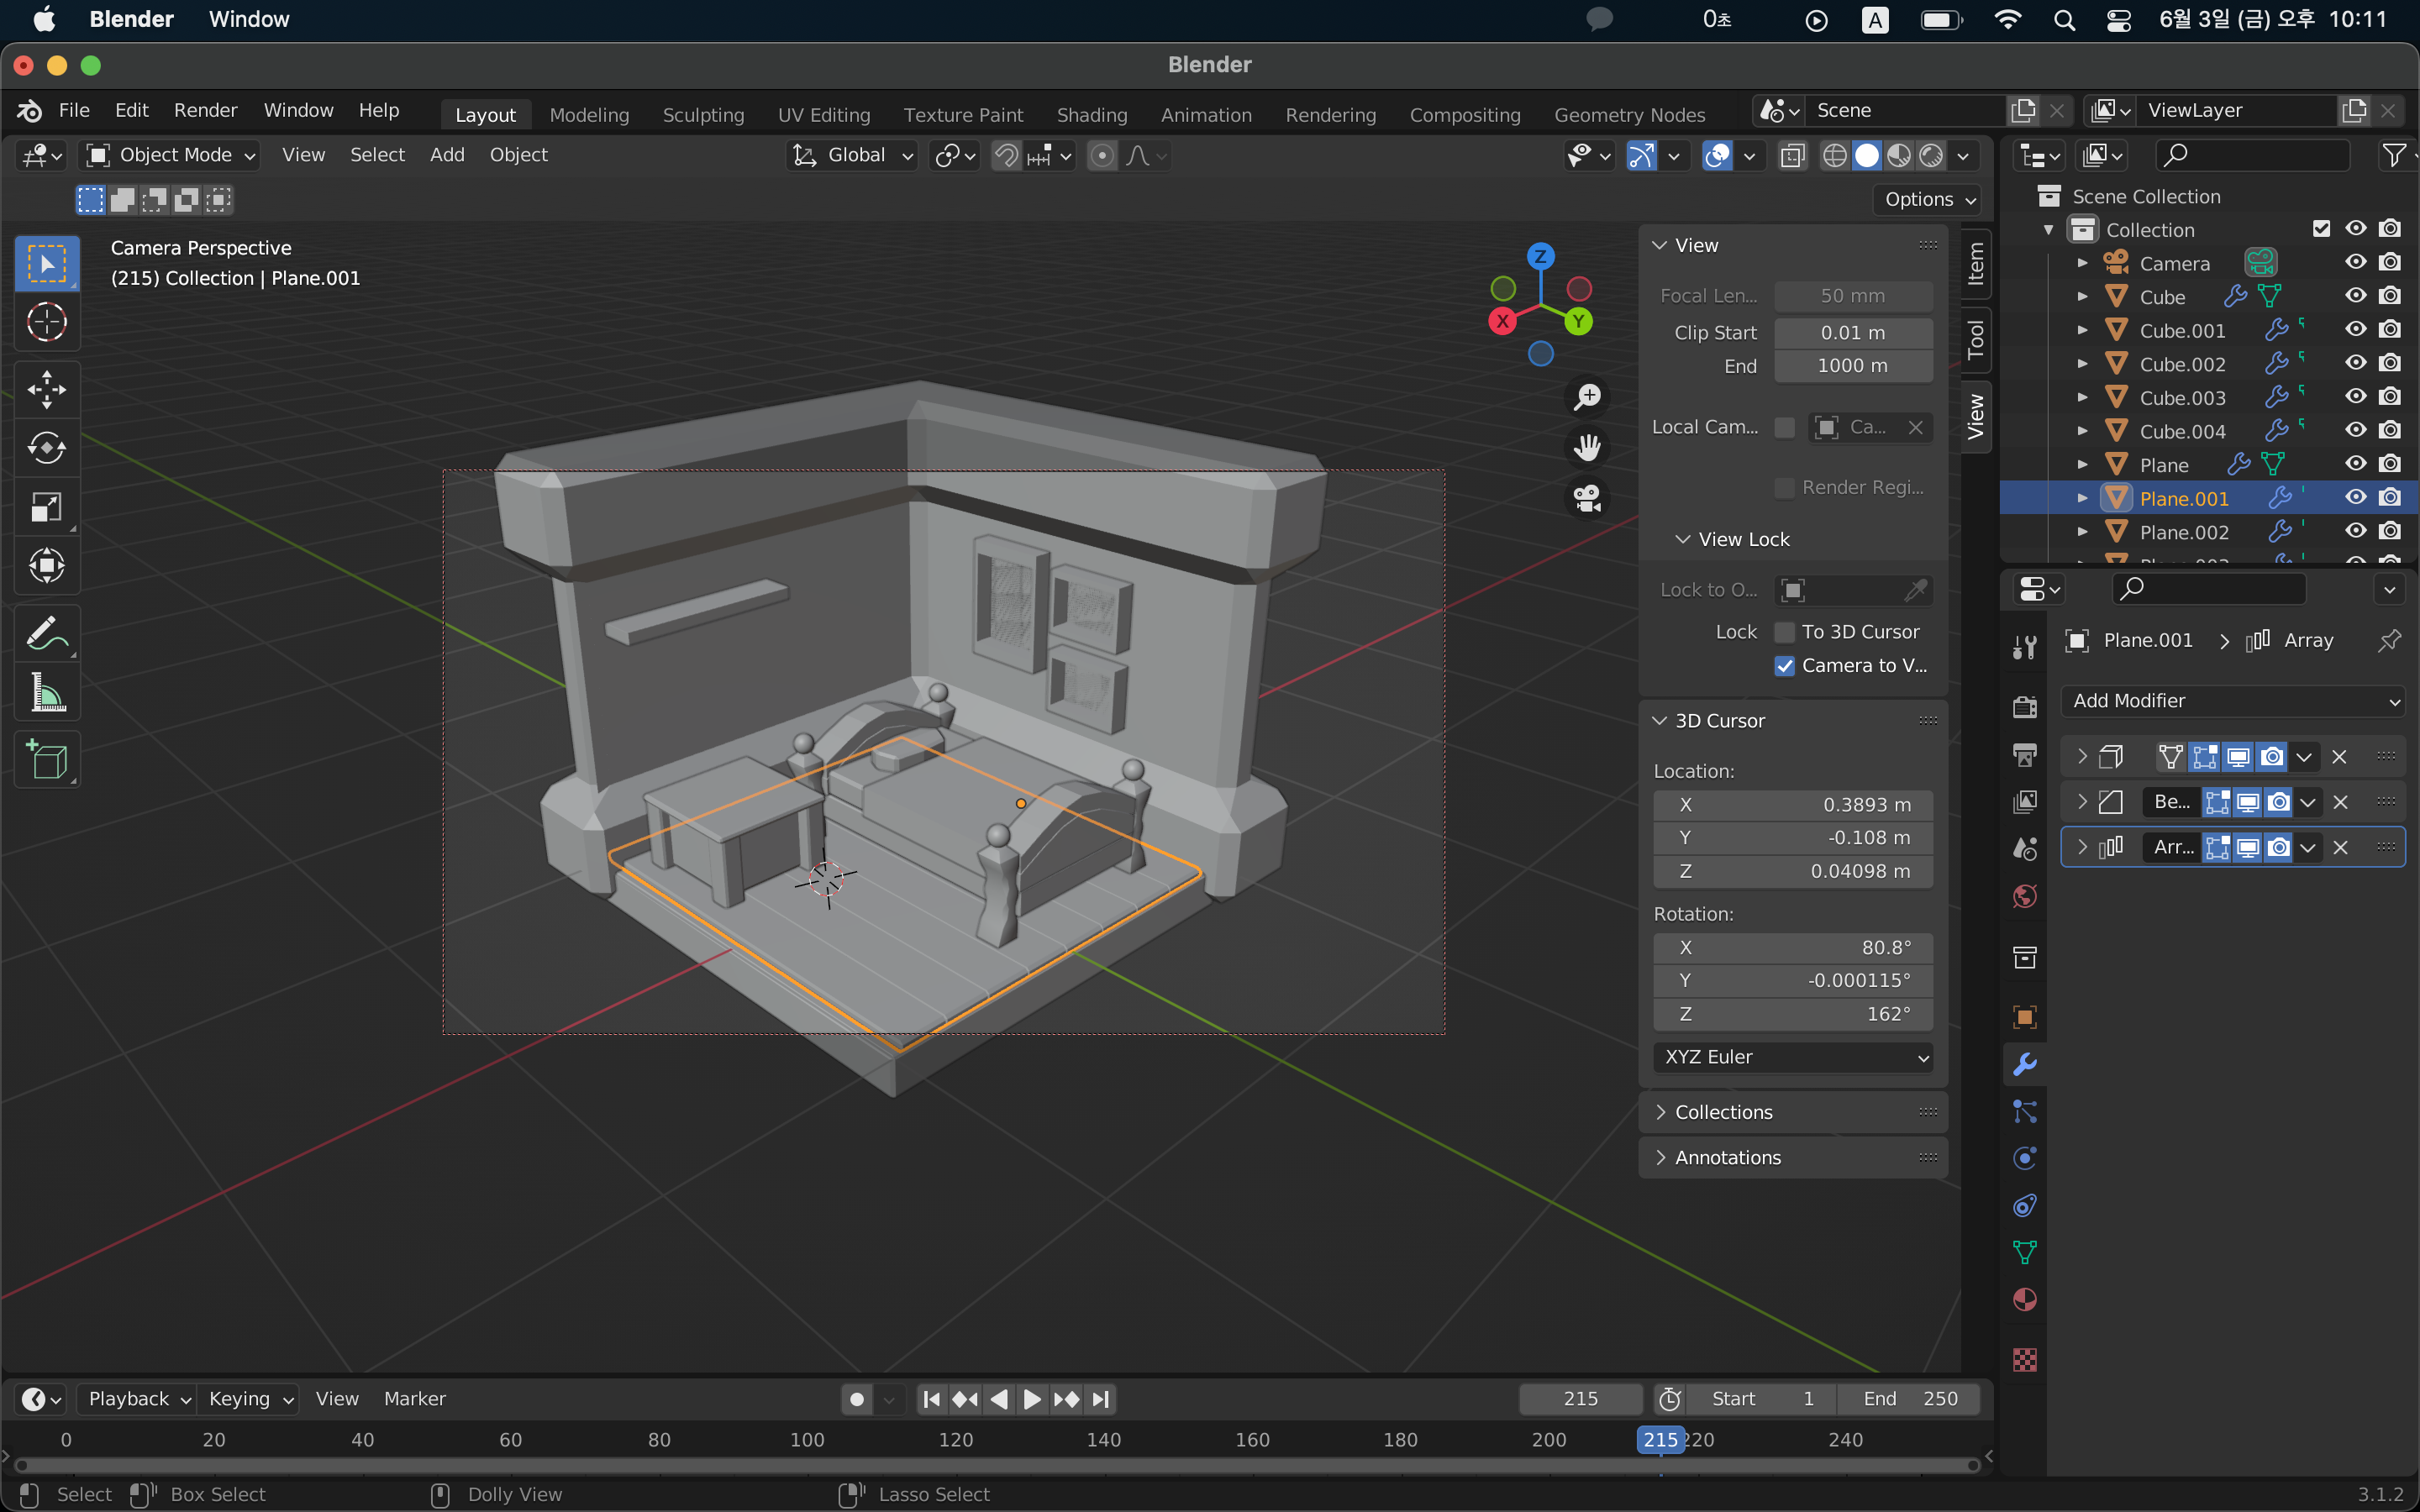 Blender Window 0초 A 6월 3일 (금) 오후 10:11
Blender
File Edit Render Window Help Layout Modeling Sculpting UV Editing Texture Paint Shading Animation Rendering Compositing Geometry Nodes Scene ViewLayer
Object Mode View Select Add Object Global
Options
Camera Perspective
(215) Collection | Plane.001
Z
X
Y
View
Focal Len... 50 mm
Clip Start 0.01 m
End 1000 m
Local Cam... Ca...
Render Regi...
View Lock
Lock to O...
Lock To 3D Cursor
Camera to V...
3D Cursor
Location:
X 0.3893 m
Y -0.108 m
Z 0.04098 m
Rotation:
X 80.8°
Y -0.000115°
Z 162°
XYZ Euler
Collections
Annotations
Item
Tool
View
Scene Collection
Collection
Camera
Cube
Cube.001
Cube.002
Cube.003
Cube.004
Plane
Plane.001
Plane.002
Plane.001 Array
Add Modifier
Be...
Arr...
Playback Keying View Marker 215 Start 1 End 250
0 20 40 60 80 100 120 140 160 180 200 215 220 240
Select Box Select Dolly View Lasso Select 3.1.2